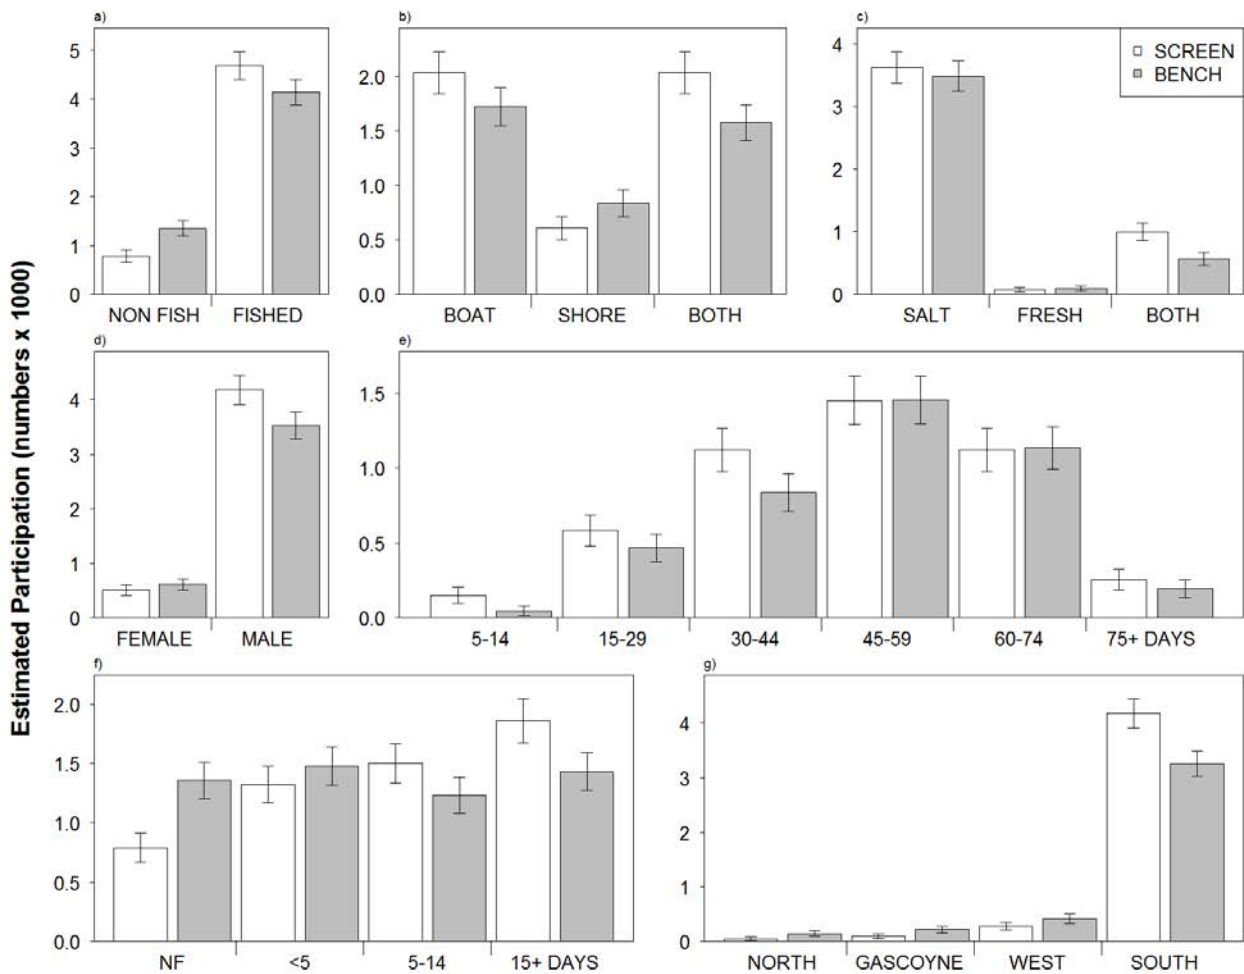 a)
b)
c)
5
4
3
2
1
0
NON FISH
FISHED
2.0
1.5
1.0
0.5
0.0
BOAT
SHORE
BOTH
4
3
2
1
0
SALT
FRESH
BOTH
SCREEN
BENCH
Estimated Participation (numbers x 1000)
d)
e)
4
3
2
1
0
FEMALE
MALE
1.5
1.0
0.5
0.0
5-14
15-29
30-44
45-59
60-74
75+ DAYS
f)
g)
2.0
1.5
1.0
0.5
0.0
NF
<5
5-14
15+ DAYS
4
3
2
1
0
NORTH
GASCOYNE
WEST
SOUTH